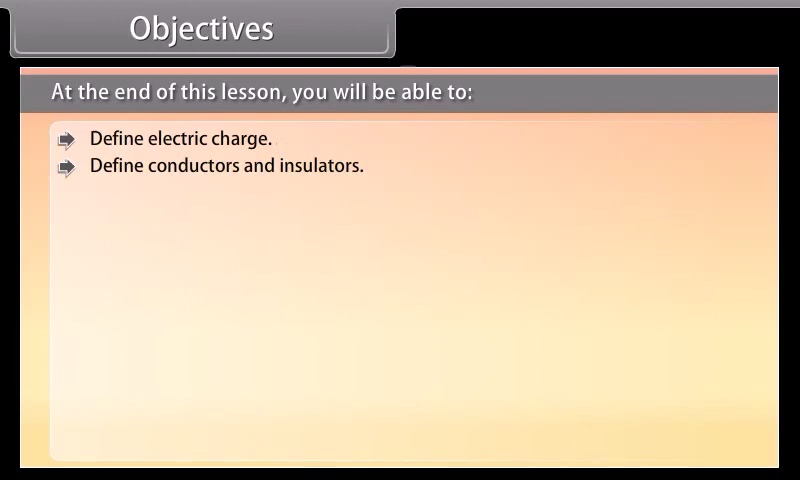 Objectives
At the end of this lesson, you will be able to:
Define electric charge.
Define conductors and insulators.